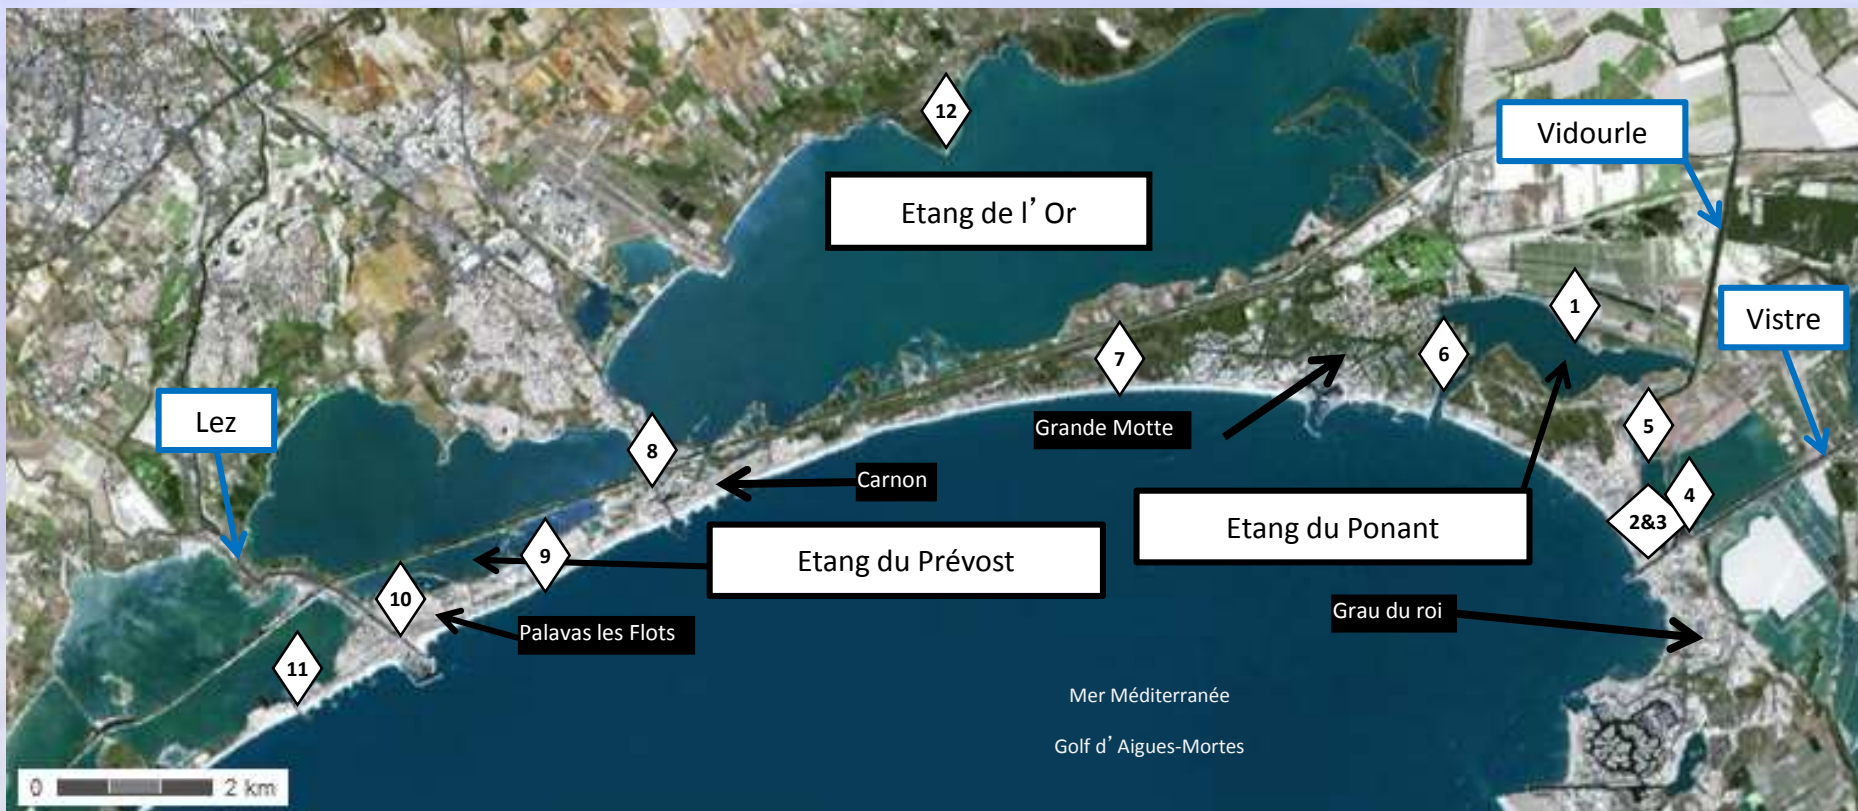 12
Vidourle
Etang de l’ Or
1
Vistre
7
6
Lez
Grande Motte
5
8
Carnon
4
2&3
Etang du Ponant
9
Etang du Prévost
10
Grau du roi
Palavas les Flots
11
Mer Méditerranée
Golf d’ Aigues-Mortes
0 2 km